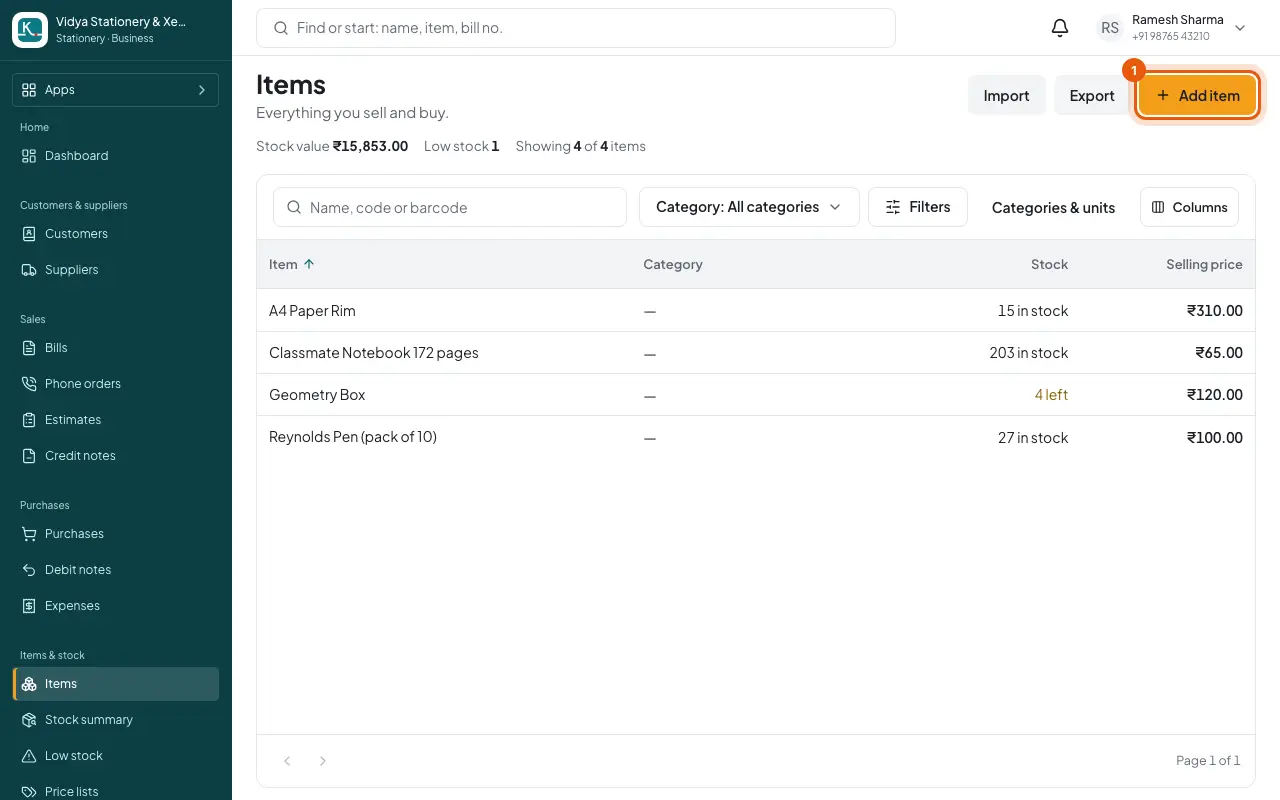 Vidya Stationery & Xe...
Stationery · Business
Apps
Home
Dashboard
Customers & suppliers
Customers
Suppliers
Sales
Bills
Phone orders
Estimates
Credit notes
Purchases
Purchases
Debit notes
Expenses
Items & stock
Items
Stock summary
Low stock
Price lists
Find or start: name, item, bill no.
RS
Ramesh Sharma
+91 98765 43210
Items
Everything you sell and buy.
Import
Export
1
+ Add item
Stock value ₹15,853.00 Low stock 1 Showing 4 of 4 items
Name, code or barcode
Category: All categories
Filters
Categories & units
Columns
Item ↑ Category Stock Selling price
A4 Paper Rim — 15 in stock ₹310.00
Classmate Notebook 172 pages — 203 in stock ₹65.00
Geometry Box — 4 left ₹120.00
Reynolds Pen (pack of 10) — 27 in stock ₹100.00
Page 1 of 1